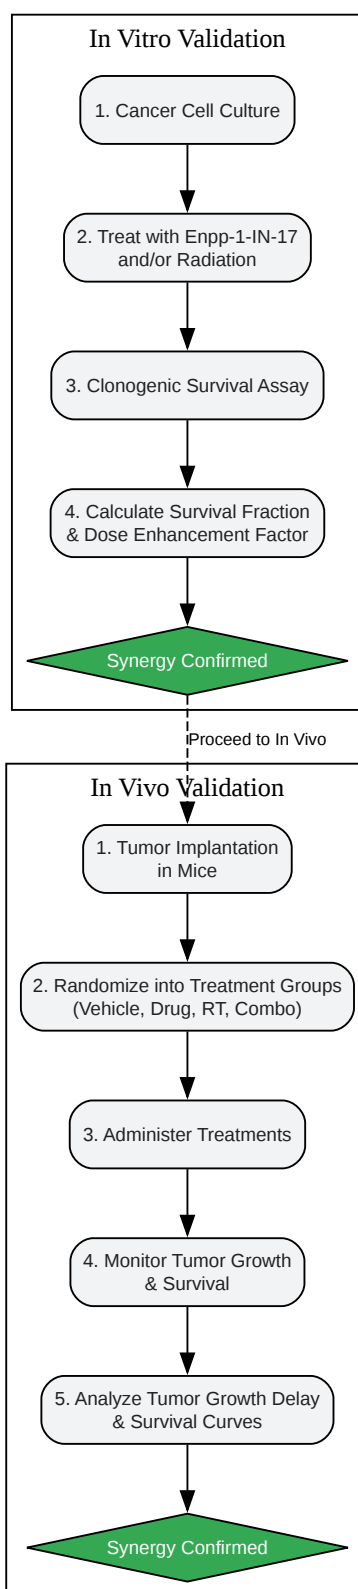 In Vitro Validation
1. Cancer Cell Culture
2. Treat with Enpp-1-IN-17
and/or Radiation
3. Clonogenic Survival Assay
4. Calculate Survival Fraction
& Dose Enhancement Factor
Synergy Confirmed
Proceed to In Vivo
In Vivo Validation
1. Tumor Implantation
in Mice
2. Randomize into Treatment Groups
(Vehicle, Drug, RT, Combo)
3. Administer Treatments
4. Monitor Tumor Growth
& Survival
5. Analyze Tumor Growth Delay
& Survival Curves
Synergy Confirmed